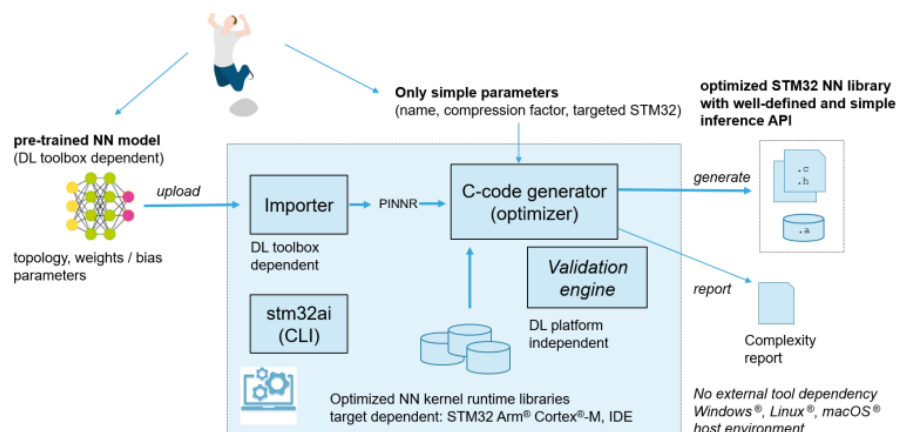 Only simple parameters
(name, compression factor, targeted STM32)
optimized STM32 NN library
with well-defined and simple
inference API
pre-trained NN model
(DL toolbox dependent)
upload
topology, weights / bias
parameters
Importer
DL toolbox
dependent
PINNR
C-code generator
(optimizer)
generate
.c
.h
.a
Validation
engine
DL platform
independent
report
Complexity
report
stm32ai
(CLI)
Optimized NN kernel runtime libraries
target dependent: STM32 Arm® Cortex®-M, IDE
No external tool dependency
Windows®, Linux®, macOS®
host environment